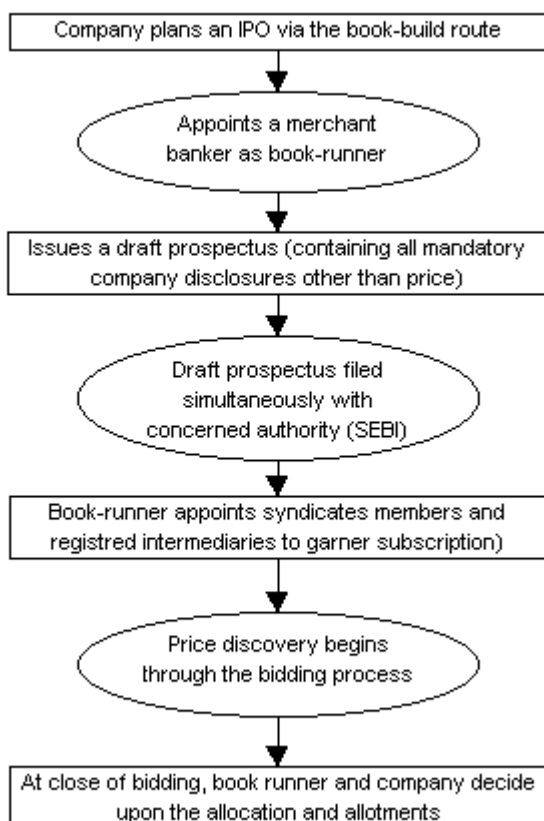 Company plans an IPO via the book-build route
Appoints a merchant
banker as book-runner
Issues a draft prospectus (containing all mandatory
company disclosures other than price)
Draft prospectus filed
simultaneously with
concerned authority (SEBI)
Book-runner appoints syndicates members and
registred intermediaries to garner subscription)
Price discovery begins
through the bidding process
At close of bidding, book runner and company decide
upon the allocation and allotments